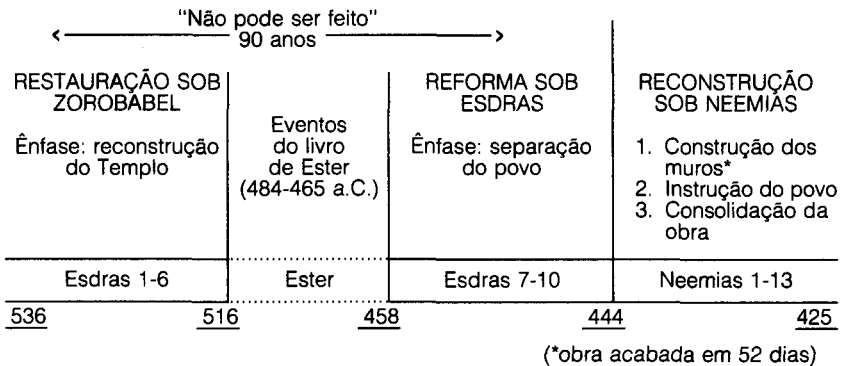 "Não pode ser feito"
90 anos
RESTAURAÇÃO SOB
ZOROBABEL
Ênfase: reconstrução
do Templo
Eventos
do livro
de Ester
(484-465 a.C.)
REFORMA SOB
ESDRAS
Ênfase: separação
do povo
RECONSTRUÇÃO
SOB NEEMIAS
1. Construção dos
muros*
2. Instrução do povo
3. Consolidação da
obra
Esdras 1-6
Ester
Esdras 7-10
Neemias 1-13
536
516
458
444
425
(*obra acabada em 52 dias)